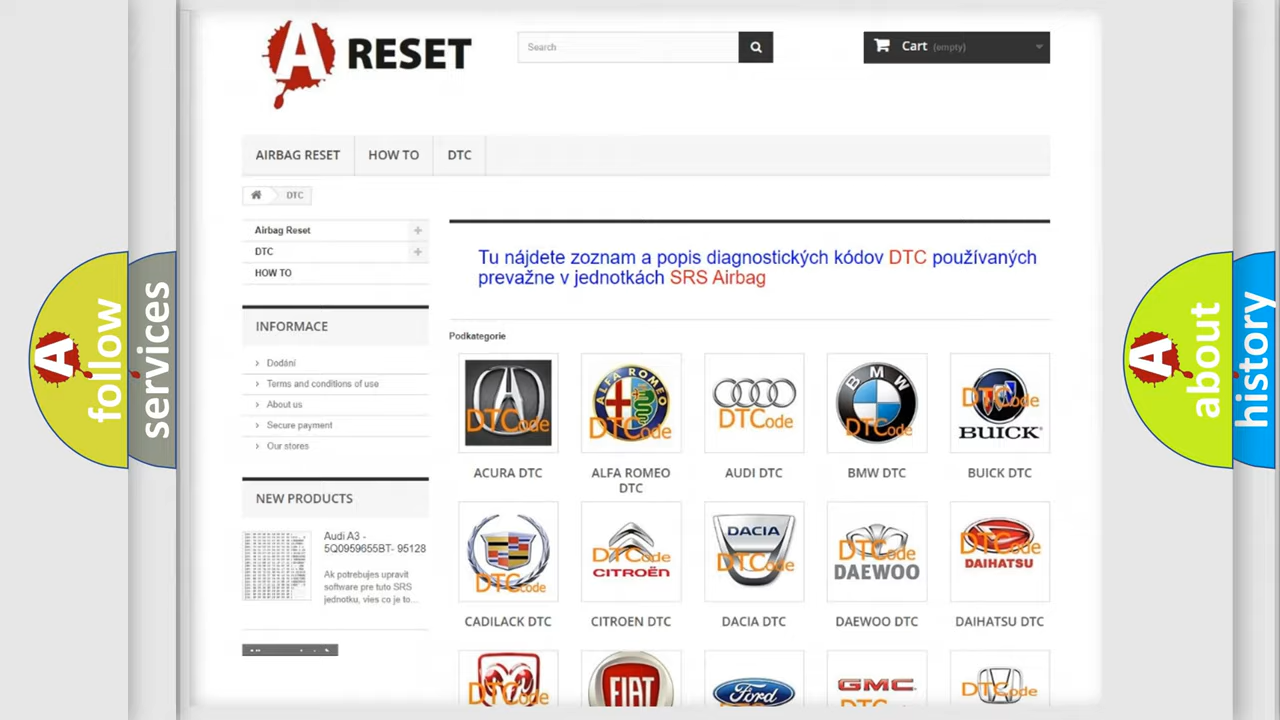 A RESET
Search
Cart (empty)
AIRBAG RESET
HOW TO
DTC
DTC
Airbag Reset
DTC
HOW TO
INFORMACE
Dodání
Terms and conditions of use
About us
Secure payment
Our stores
NEW PRODUCTS
Audi A3 -
5Q0959655BT- 95128
Ak potrebujes upravit
software pre tuto SRS
jednotku, vies co je to...
Tu nájdete zoznam a popis diagnostických kódov DTC používaných
prevažne v jednotkách SRS Airbag
Podkategorie
DTCode
ALFA ROMEO
DTCode
DTCode
BMW
DTCode
DTCode
BUICK
ACURA DTC
ALFA ROMEO
DTC
AUDI DTC
BMW DTC
BUICK DTC
DTCode
DTCode
CITROËN
DACIA
DTCode
DTCode
DAEWOO
DTCode
DAIHATSU
CADILACK DTC
CITROEN DTC
DACIA DTC
DAEWOO DTC
DAIHATSU DTC
DTCode
FIAT
Ford
GMC
DTCode
A follow
services
A about
history